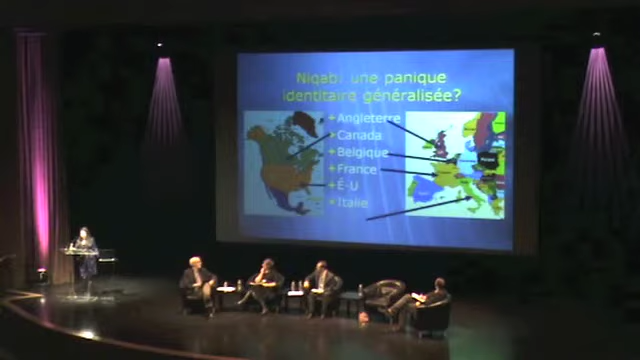 Niqab: une panique
identitaire généralisée?
Angleterre
Canada
Belgique
France
É-U
Italie